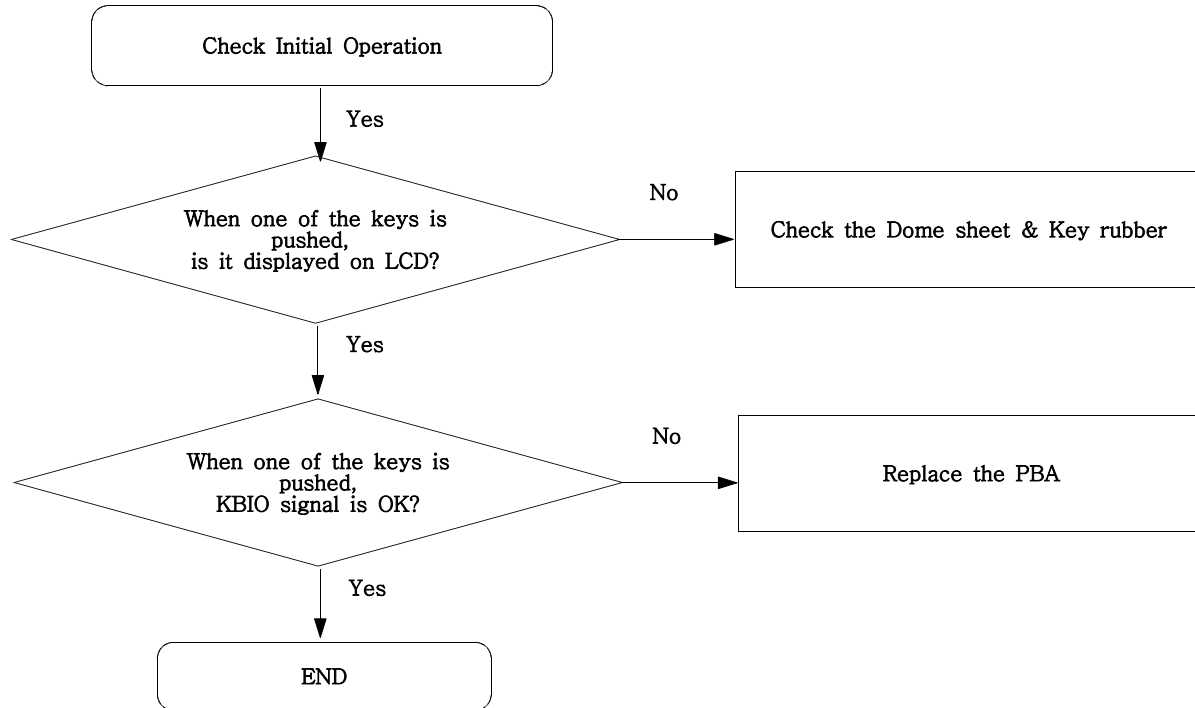 Check Initial Operation
Yes
When one of the keys is
pushed,
is it displayed on LCD?
No
Check the Dome sheet & Key rubber
Yes
When one of the keys is
pushed,
KBIO signal is OK?
No
Replace the PBA
Yes
END